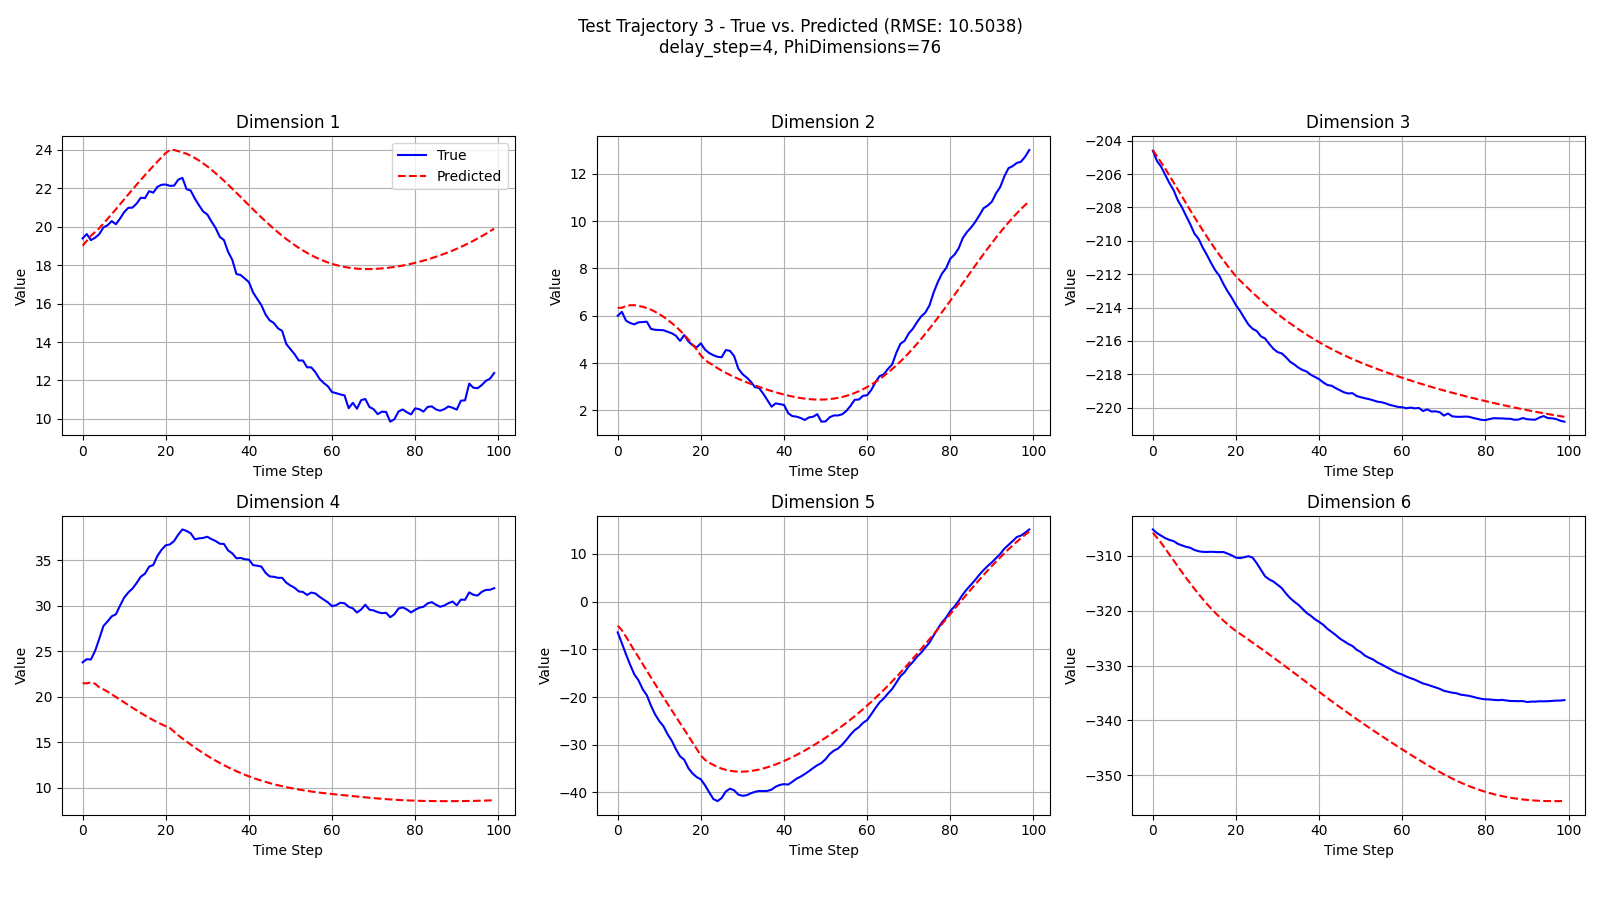 Test Trajectory 3 - True vs. Predicted (RMSE: 10.5038)
delay_step=4, PhiDimensions=76
Dimension 1
24
22
20
18
16
14
12
10
Value
True
Predicted
0 20 40 60 80 100
Time Step
Dimension 2
12
10
8
6
4
2
Value
0 20 40 60 80 100
Time Step
Dimension 3
−204
−206
−208
−210
−212
−214
−216
−218
−220
Value
0 20 40 60 80 100
Time Step
Dimension 4
35
30
25
20
15
10
Value
0 20 40 60 80 100
Time Step
Dimension 5
10
0
−10
−20
−30
−40
Value
0 20 40 60 80 100
Time Step
Dimension 6
−310
−320
−330
−340
−350
Value
0 20 40 60 80 100
Time Step